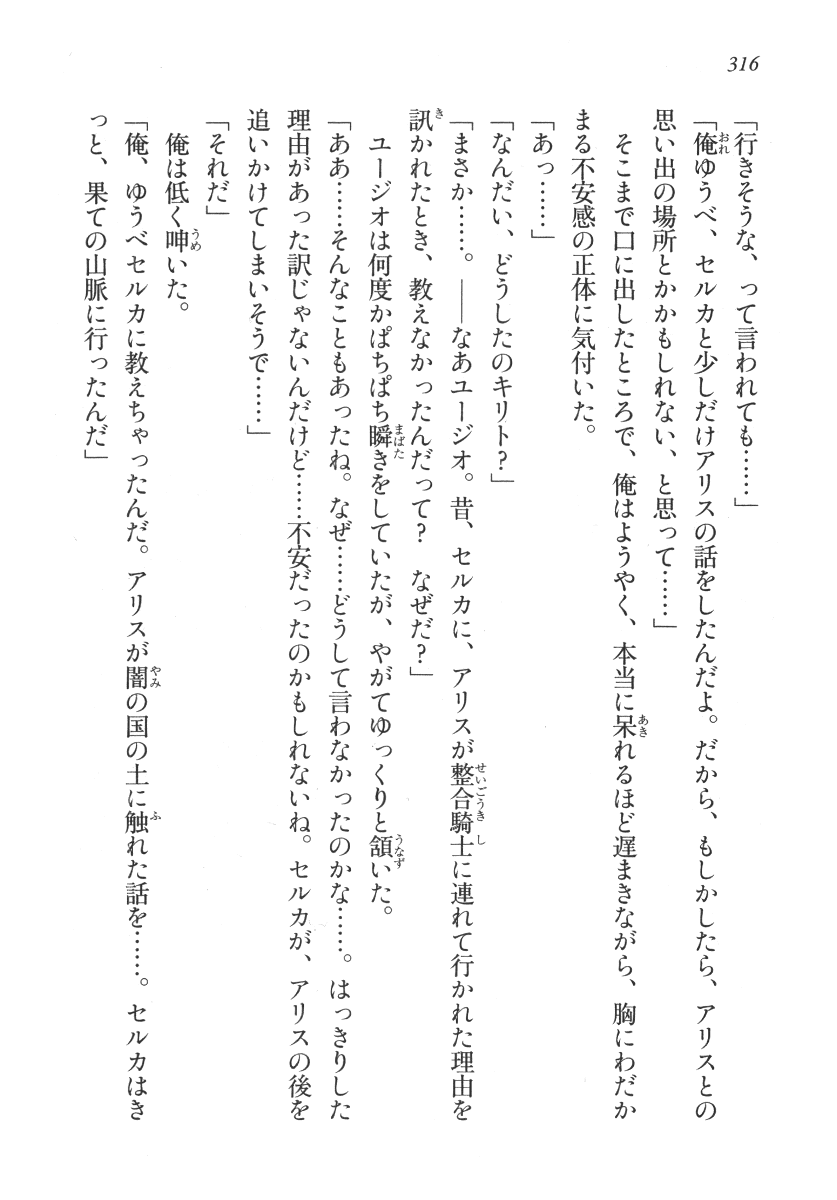 316
「行きそうな、って言われても……」
「俺ゆうべ、セルカと少しだけアリスの話をしたんだよ。だから、もしかしたら、アリスとの
思い出の場所とかかもしれない、と思って……」
そこまで口に出したところで、俺はようやく、本当に呆れるほど遅まきながら、胸にわだか
まる不安感の正体に気付いた。
「あっ……」
「なんだい、どうしたのキリト?」
「まさか……。――なあユージオ。昔、セルカに、アリスが整合騎士に連れて行かれた理由を
訊かれたとき、教えなかったんだって? なぜだ?」
ユージオは何度かぱちぱち瞬きをしていたが、やがてゆっくりと頷いた。
「ああ……そんなこともあったね。なぜ……どうして言わなかったのかな……。はっきりした
理由があった訳じゃないんだけど……不安だったのかもしれないね。セルカが、アリスの後を
追いかけてしまいそうで……」
「それだ」
俺は低く呻いた。
「俺、ゆうべセルカに教えちゃったんだ。アリスが闇の国の土に触れた話を……。セルカはき
っと、果ての山脈に行ったんだ」